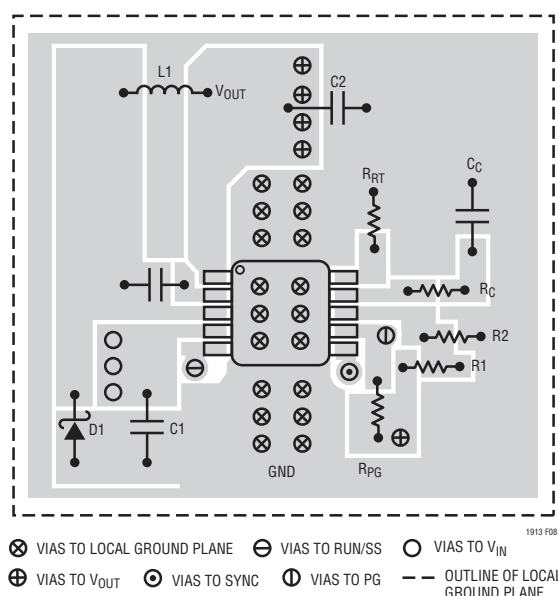 L1
VOUT
C2
RRT
CC
RC
R2
R1
D1
C1
GND
RPG
1913 F08
VIAS TO LOCAL GROUND PLANE
VIAS TO RUN/SS
VIAS TO VIN
VIAS TO VOUT
VIAS TO SYNC
VIAS TO PG
OUTLINE OF LOCAL
GROUND PLANE